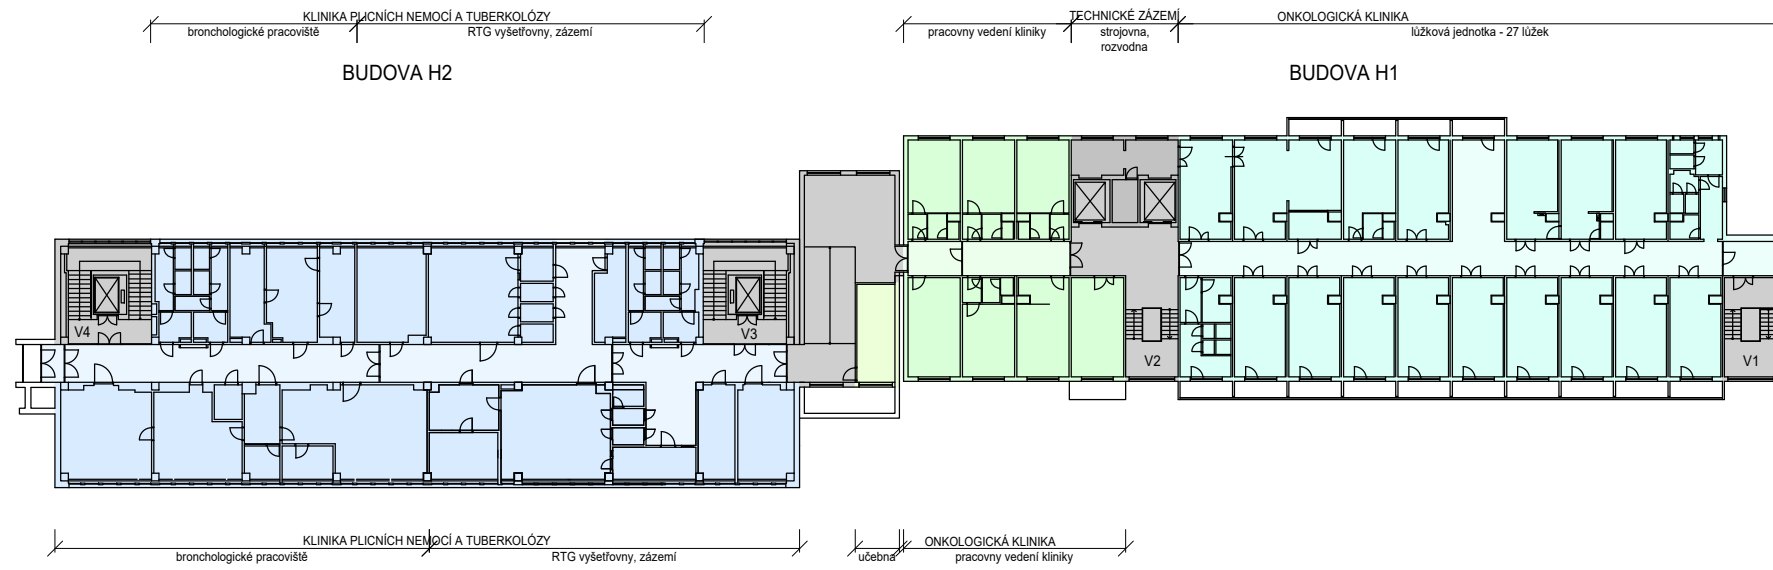 KLINIKA PLICNÍCH NEMOCÍ A TUBERKOLÓZY
TECHNICKÉ ZÁZEMÍ
ONKOLOGICKÁ KLINIKA
bronchologické pracoviště
RTG vyšetřovny, zázemí
pracovny vedení kliniky
strojovna,
rozvodna
lůžková jednotka - 27 lůžek
BUDOVA H2
BUDOVA H1
V4
V3
V2
V1
KLINIKA PLICNÍCH NEMOCÍ A TUBERKOLÓZY
ONKOLOGICKÁ KLINIKA
bronchologické pracoviště
RTG vyšetřovny, zázemí
učebna
pracovny vedení kliniky